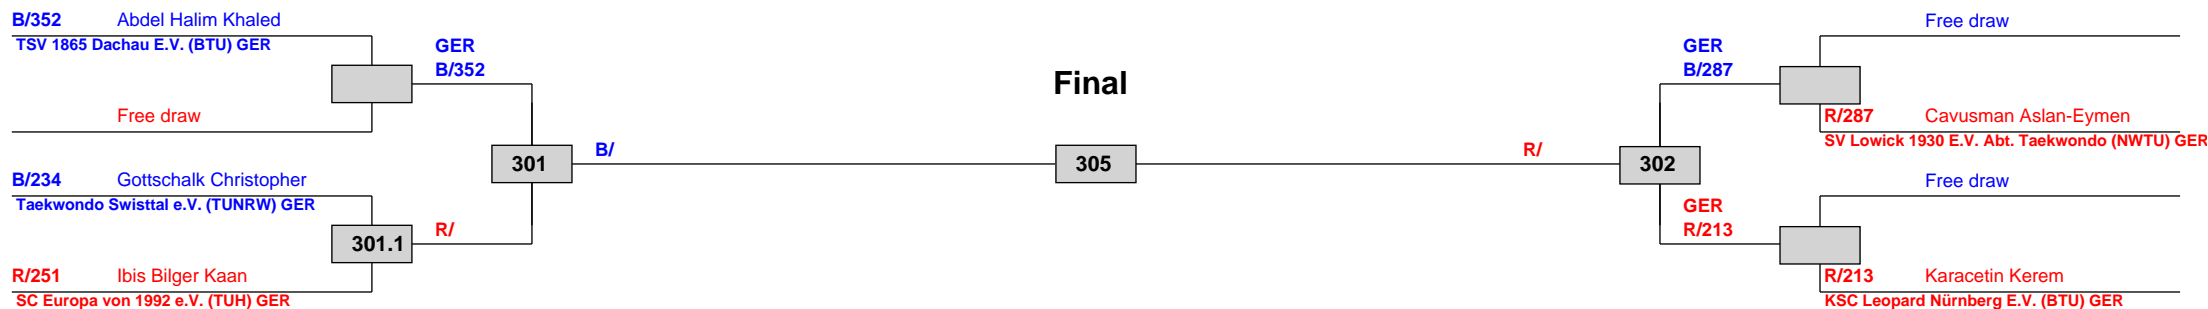 B/352 Abdel Halim Khaled
TSV 1865 Dachau E.V. (BTU) GER
GER
B/352
Free draw
301
B/
B/234 Gottschalk Christopher
Taekwondo Swisttal e.V. (TUNRW) GER
301.1
R/
R/251 Ibis Bilger Kaan
SC Europa von 1992 e.V. (TUH) GER
Final
305
Free draw
GER
B/287
R/287 Cavusman Aslan-Eymen
SV Lowick 1930 E.V. Abt. Taekwondo (NWTU) GER
R/
302
Free draw
GER
R/213
R/213 Karacetin Kerem
KSC Leopard Nürnberg E.V. (BTU) GER